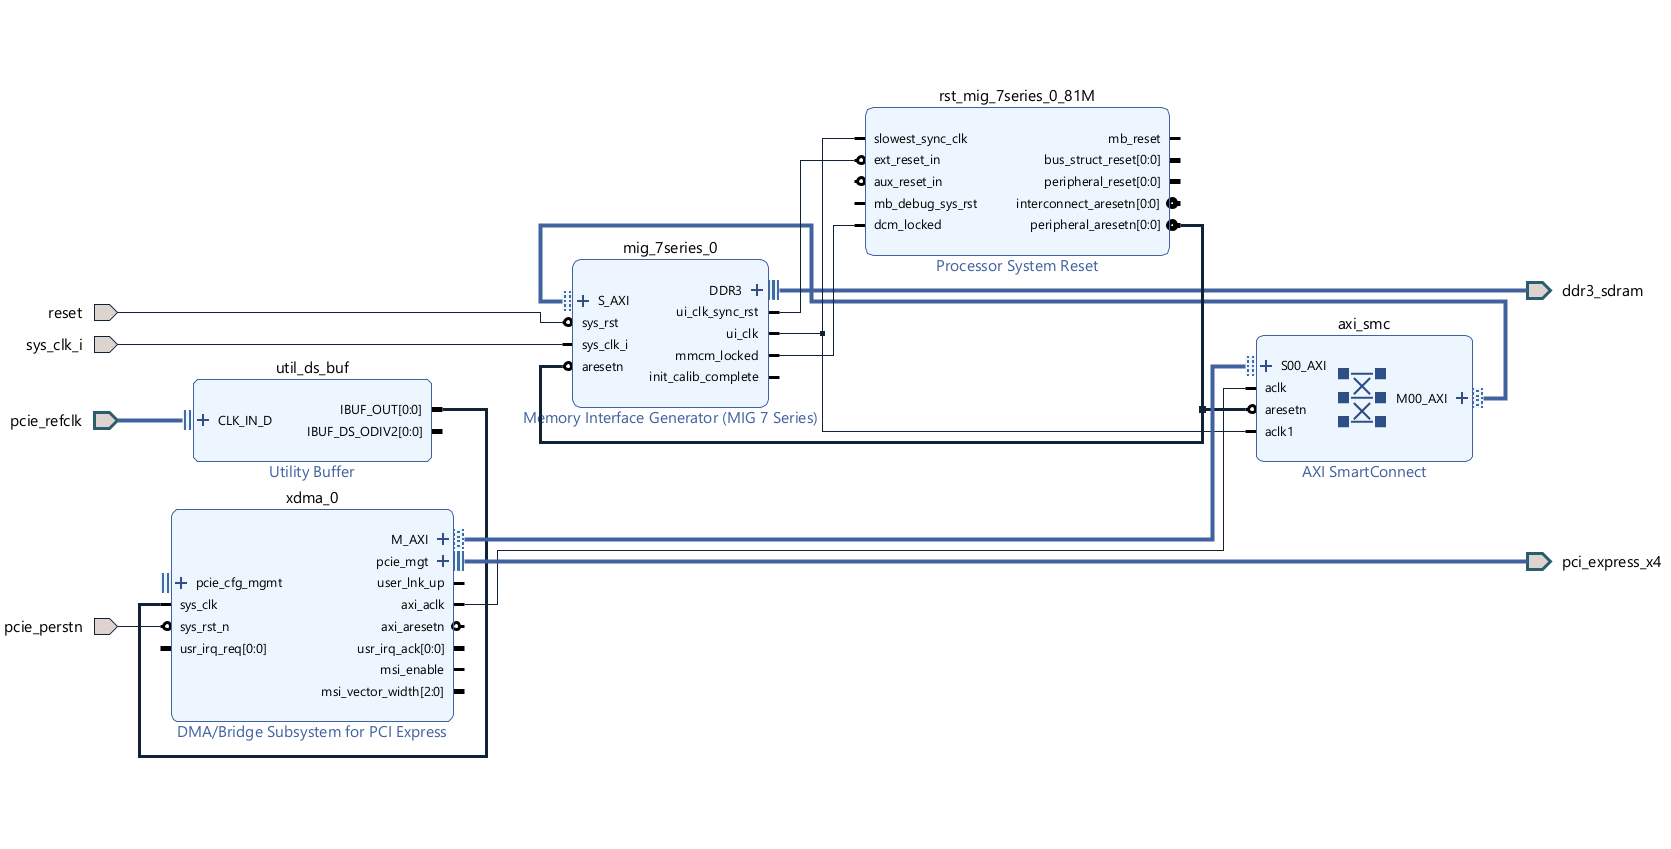 rst_mig_7series_0_81M
slowest_sync_clk
mb_reset
ext_reset_in
bus_struct_reset[0:0]
aux_reset_in
peripheral_reset[0:0]
mb_debug_sys_rst
interconnect_aresetn[0:0]
dcm_locked
peripheral_aresetn[0:0]
Processor System Reset
mig_7series_0
DDR3
S_AXI
ui_clk_sync_rst
sys_rst
ui_clk
sys_clk_i
mmcm_locked
aresetn
init_calib_complete
Memory Interface Generator (MIG 7 Series)
ddr3_sdram
reset
sys_clk_i
axi_smc
S00_AXI
aclk
M00_AXI
aresetn
aclk1
AXI SmartConnect
util_ds_buf
pcie_refclk
IBUF_OUT[0:0]
CLK_IN_D
IBUF_DS_ODIV2[0:0]
Utility Buffer
xdma_0
M_AXI
pcie_mgt
pcie_cfg_mgmt
user_lnk_up
sys_clk
axi_aclk
sys_rst_n
axi_aresetn
usr_irq_req[0:0]
usr_irq_ack[0:0]
msi_enable
msi_vector_width[2:0]
DMA/Bridge Subsystem for PCI Express
pcie_perstn
pci_express_x4